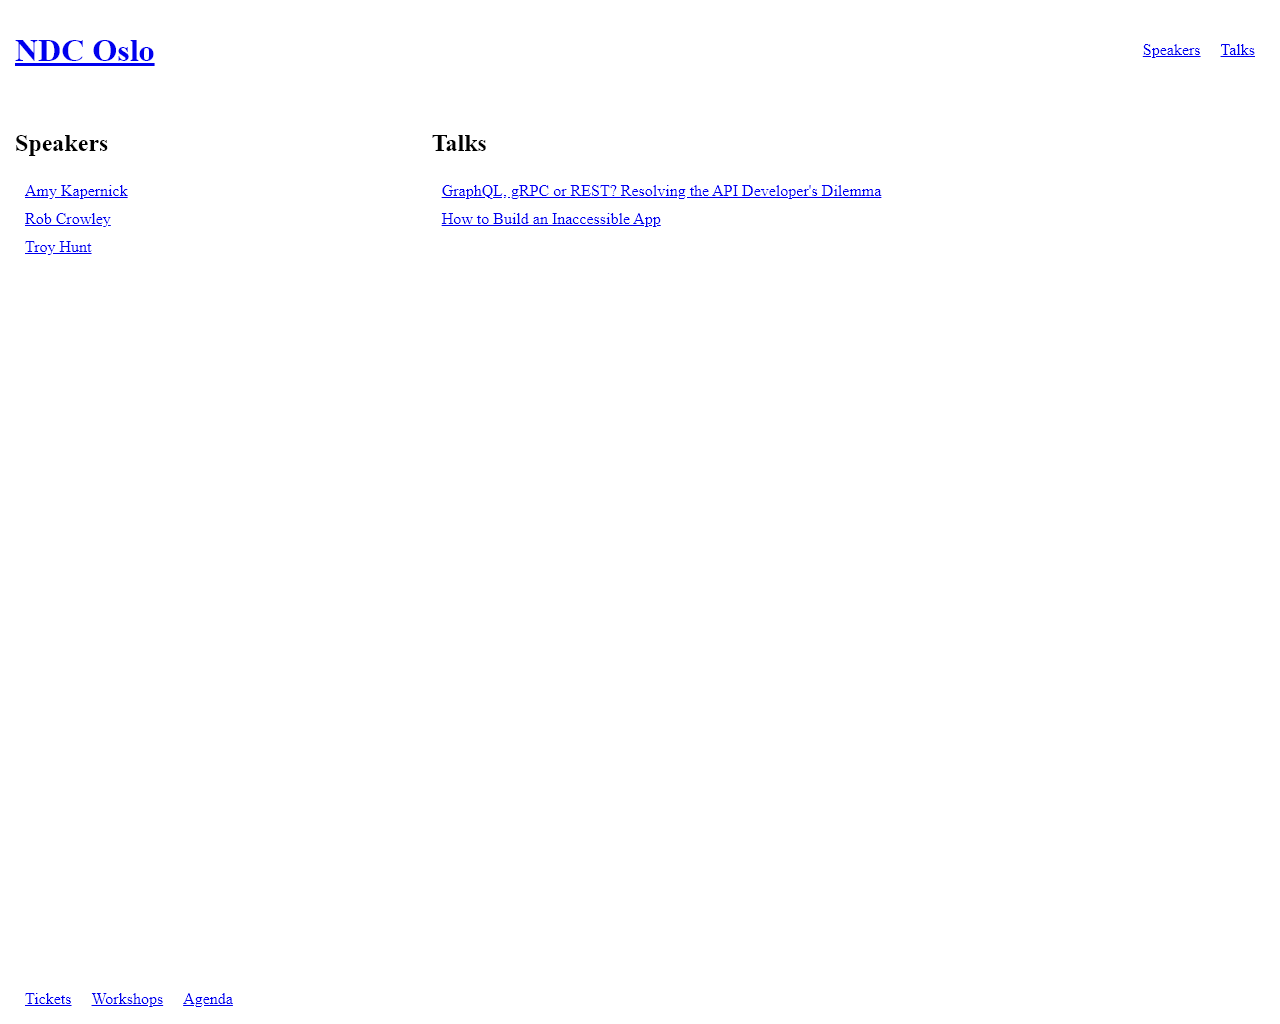 NDC Oslo
Speakers Talks
Speakers
Amy Kapernick
Rob Crowley
Troy Hunt
Talks
GraphQL, gRPC or REST? Resolving the API Developer's Dilemma
How to Build an Inaccessible App
Tickets Workshops Agenda